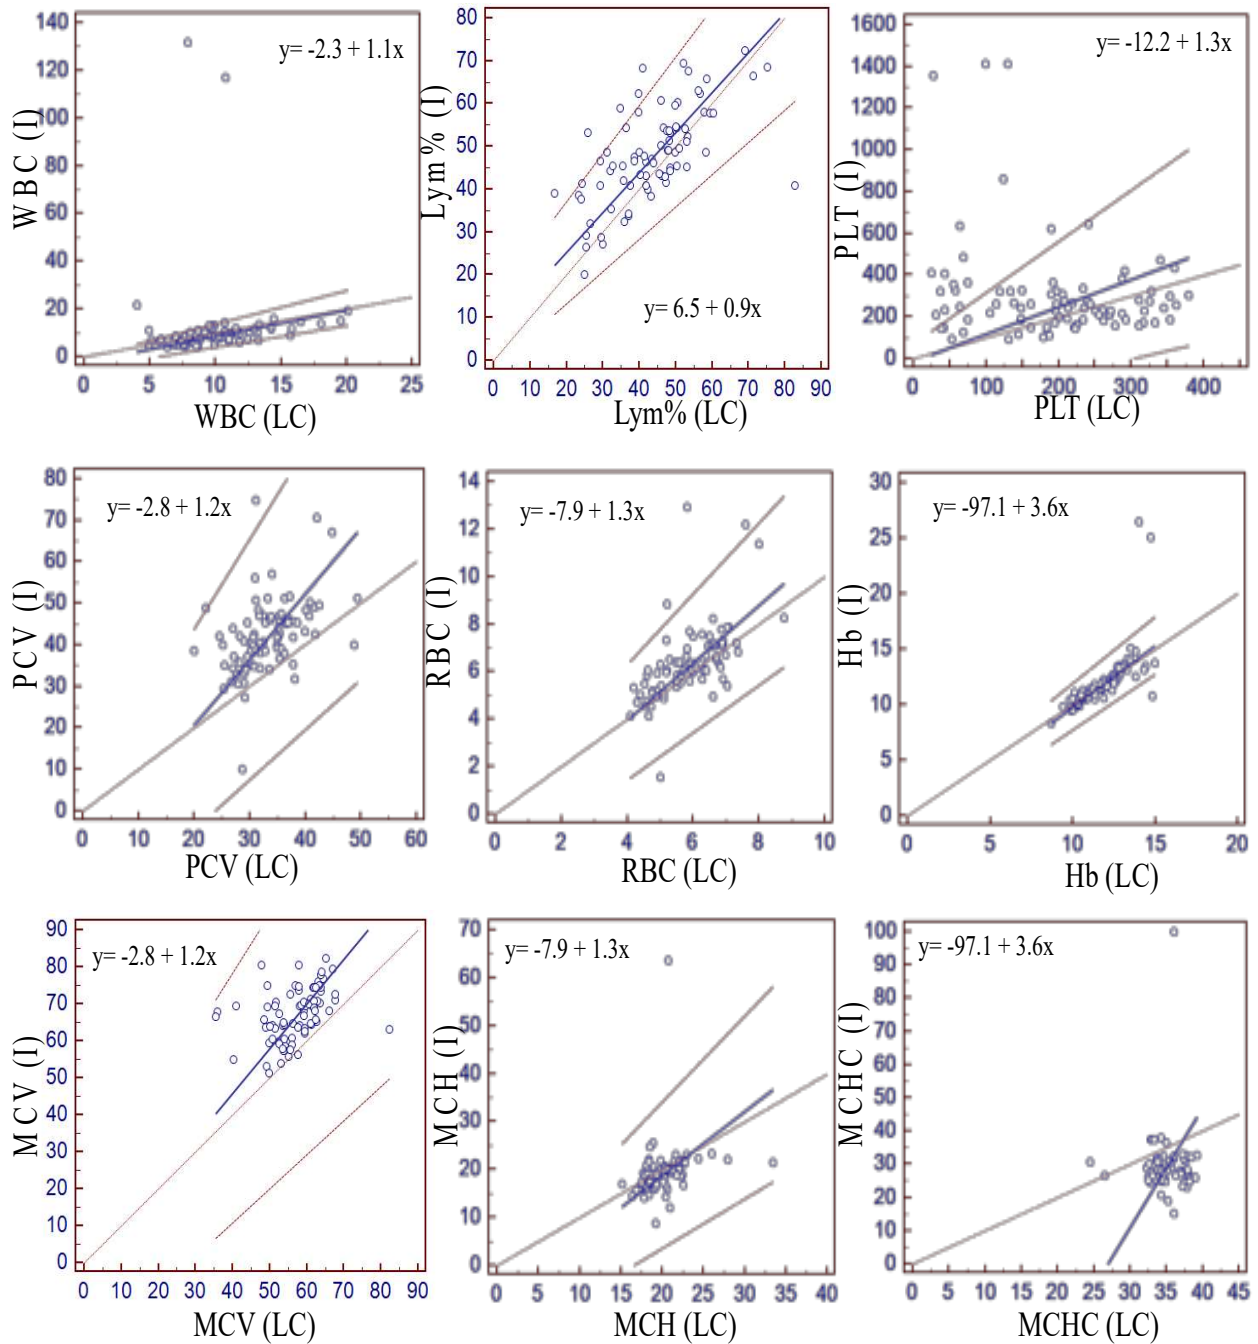 140
120
100
80
60
40
20
0
WBC (I)
y= -2.3 + 1.1x
0 5 10 15 20 25
WBC (LC)
80
70
60
50
40
30
20
10
0
Lym% (I)
y= 6.5 + 0.9x
0 10 20 30 40 50 60 70 80 90
Lym% (LC)
1600
1400
1200
1000
800
600
400
200
0
PLT (I)
y= -12.2 + 1.3x
0 100 200 300 400
PLT (LC)
80
70
60
50
40
30
20
10
0
PCV (I)
y= -2.8 + 1.2x
0 10 20 30 40 50 60
PCV (LC)
14
12
10
8
6
4
2
0
RBC (I)
y= -7.9 + 1.3x
0 2 4 6 8 10
RBC (LC)
30
25
20
15
10
5
0
Hb (I)
y= -97.1 + 3.6x
0 5 10 15 20
Hb (LC)
90
80
70
60
50
40
30
20
10
0
MCV (I)
y= -2.8 + 1.2x
0 10 20 30 40 50 60 70 80 90
MCV (LC)
70
60
50
40
30
20
10
0
MCH (I)
y= -7.9 + 1.3x
0 5 10 15 20 25 30 35 40
MCH (LC)
100
90
80
70
60
50
40
30
20
10
0
MCHC (I)
y= -97.1 + 3.6x
0 5 10 15 20 25 30 35 40 45
MCHC (LC)